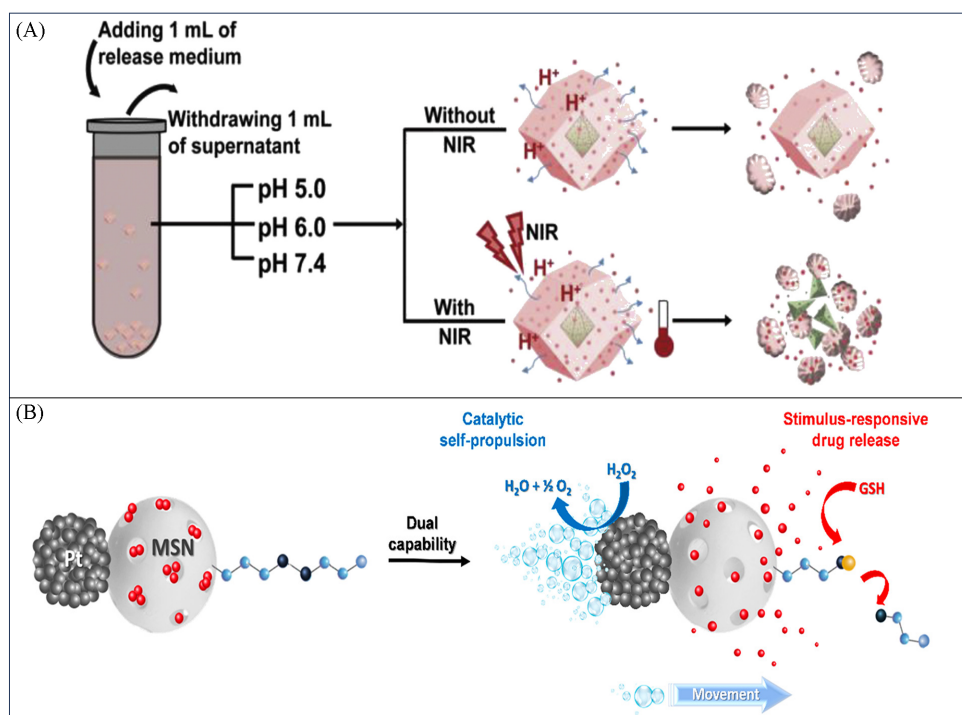 (A)
Adding 1 mL of
release medium
Withdrawing 1 mL
of supernatant
pH 5.0
pH 6.0
pH 7.4
Without
NIR
H⁺
H⁺
H⁺
With
NIR
NIR
H⁺
H⁺
H⁺
(B)
Pt
MSN
Dual
capability
Catalytic
self-propulsion
H₂O₂
H₂O + ½ O₂
Stimulus-responsive
drug release
GSH
Movement